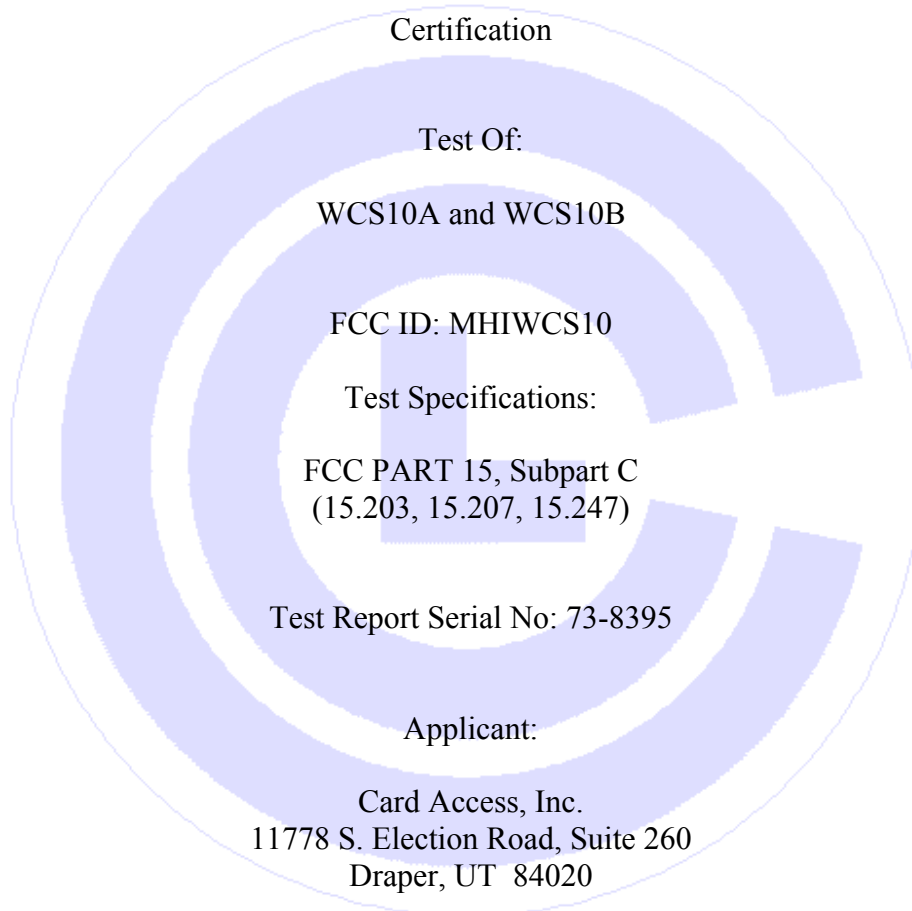 Certification
Test Of:
WCS10A and WCS10B
FCC ID: MHIWCS10
Test Specifications:
FCC PART 15, Subpart C
(15.203, 15.207, 15.247)
Test Report Serial No: 73-8395
Applicant:
Card Access, Inc.
11778 S. Election Road, Suite 260
Draper, UT  84020